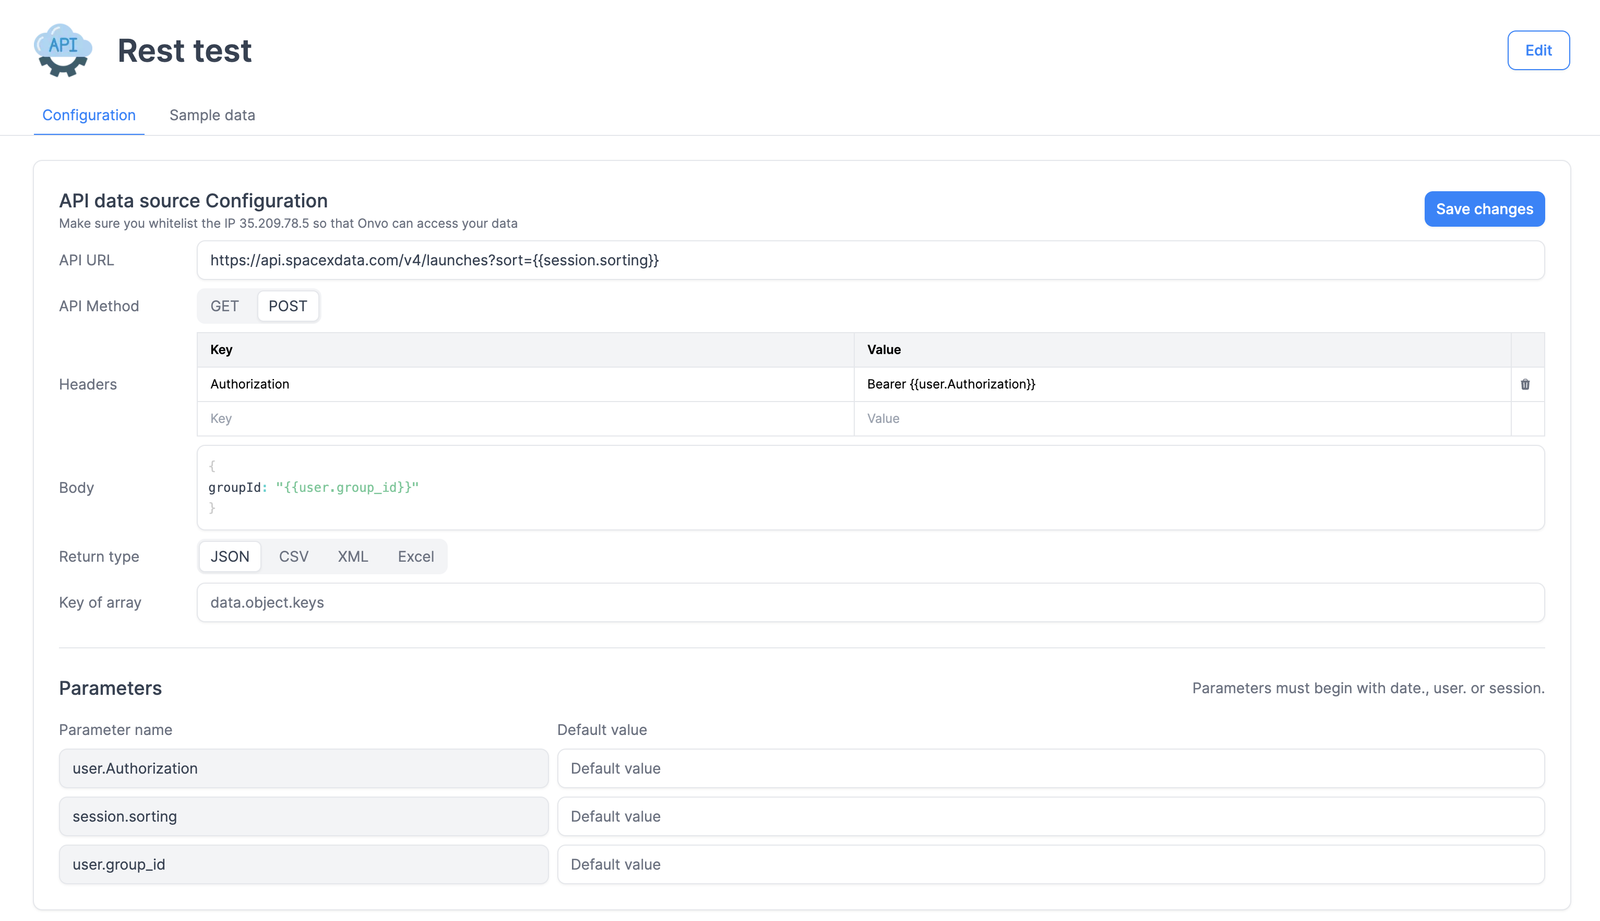 API
Rest test
Edit
Configuration
Sample data
API data source Configuration
Make sure you whitelist the IP 35.209.78.5 so that Onvo can access your data
Save changes
API URL
https://api.spacexdata.com/v4/launches?sort={{session.sorting}}
API Method
GET
POST
Headers
Key
Value
Authorization
Bearer {{user.Authorization}}
Key
Value
Body
{
groupId: "{{user.group_id}}"
}
Return type
JSON
CSV
XML
Excel
Key of array
data.object.keys
Parameters
Parameters must begin with date., user. or session.
Parameter name
Default value
user.Authorization
Default value
session.sorting
Default value
user.group_id
Default value